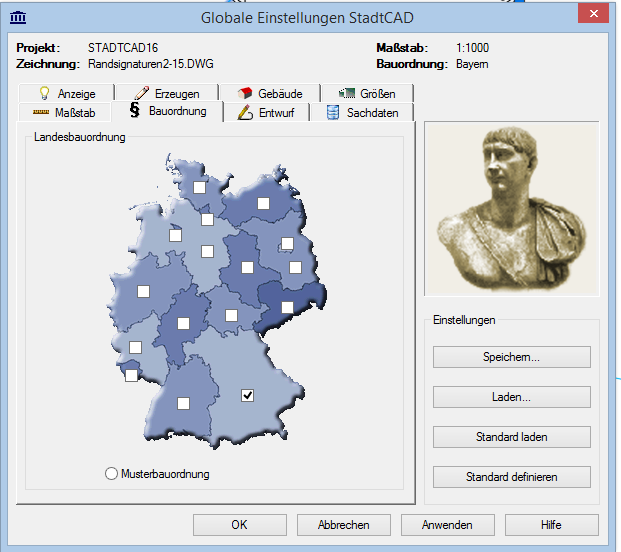 Globale Einstellungen StadtCAD
Projekt: STADTCAD16 Maßstab: 1:1000
Zeichnung: Randsignaturen2-15.DWG Bauordnung: Bayern
Anzeige Erzeugen Gebäude Größen
Maßstab § Bauordnung Entwurf Sachdaten
Landesbauordnung
Musterbauordnung
Einstellungen
Speichern...
Laden...
Standard laden
Standard definieren
OK Abbrechen Anwenden Hilfe